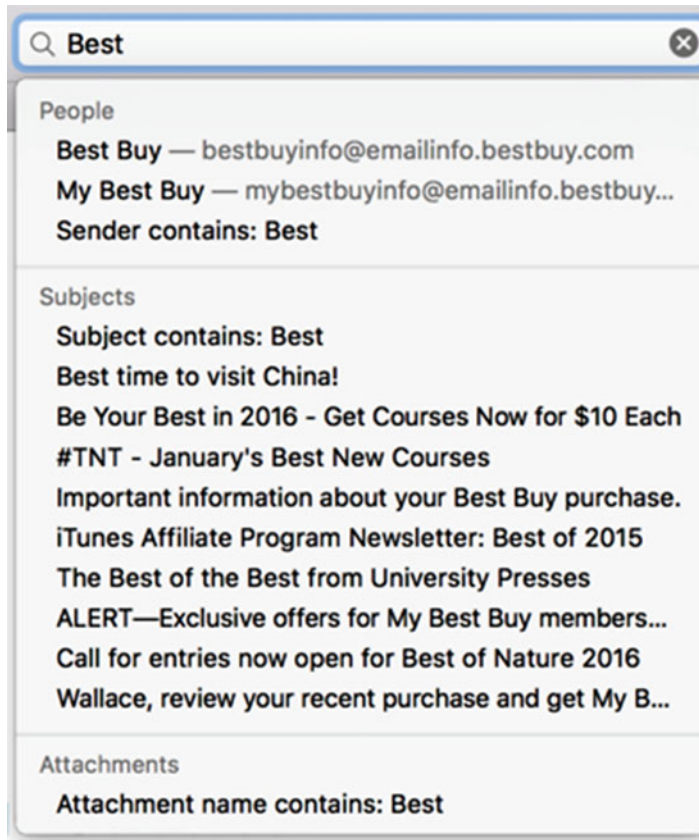 Best
People
Best Buy — bestbuyinfo@emailinfo.bestbuy.com
My Best Buy — mybestbuyinfo@emailinfo.bestbuy...
Sender contains: Best
Subjects
Subject contains: Best
Best time to visit China!
Be Your Best in 2016 - Get Courses Now for $10 Each
#TNT - January's Best New Courses
Important information about your Best Buy purchase.
iTunes Affiliate Program Newsletter: Best of 2015
The Best of the Best from University Presses
ALERT—Exclusive offers for My Best Buy members...
Call for entries now open for Best of Nature 2016
Wallace, review your recent purchase and get My B...
Attachments
Attachment name contains: Best